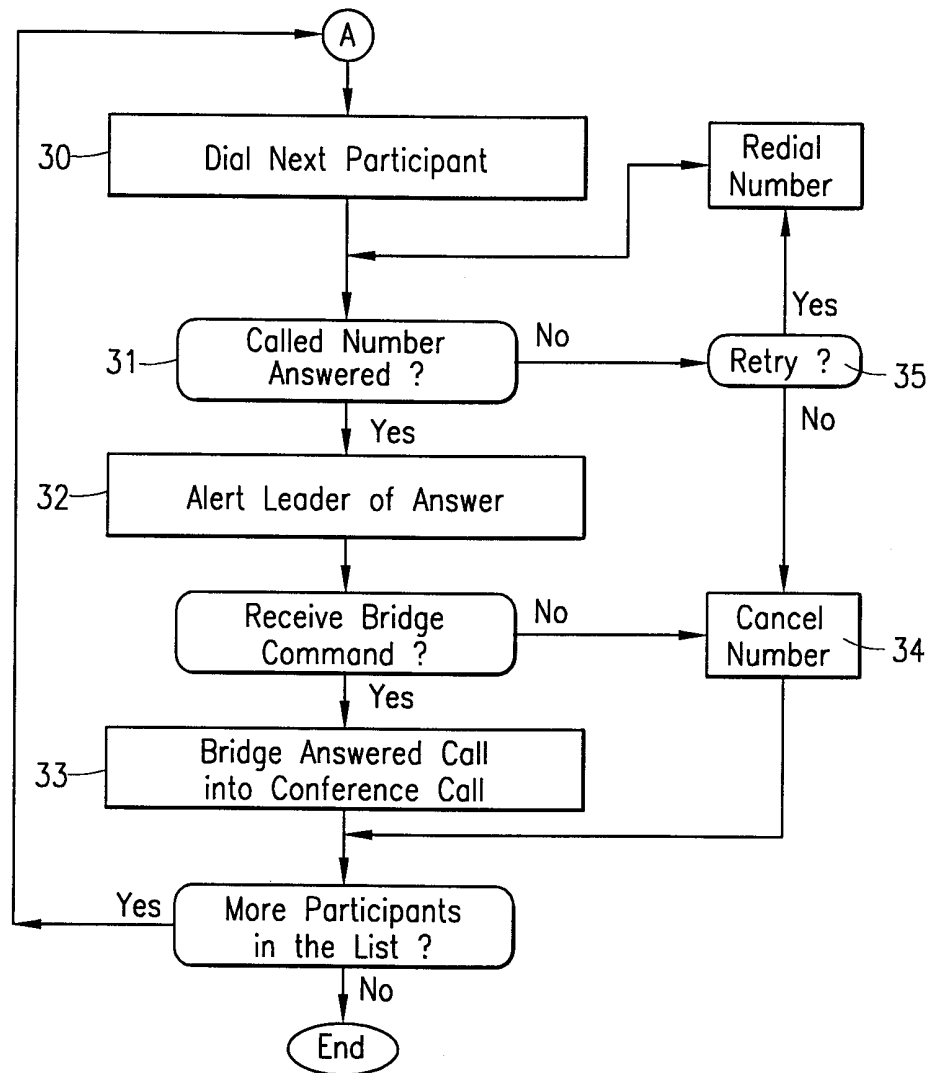 A
30
Dial Next Participant
Redial
Number
Yes
31
Called Number
Answered ?
No
Retry ?
35
Yes
No
32
Alert Leader of Answer
Receive Bridge
Command ?
No
Cancel
Number
34
Yes
33
Bridge Answered Call
into Conference Call
Yes
More Participants
in the List ?
No
End